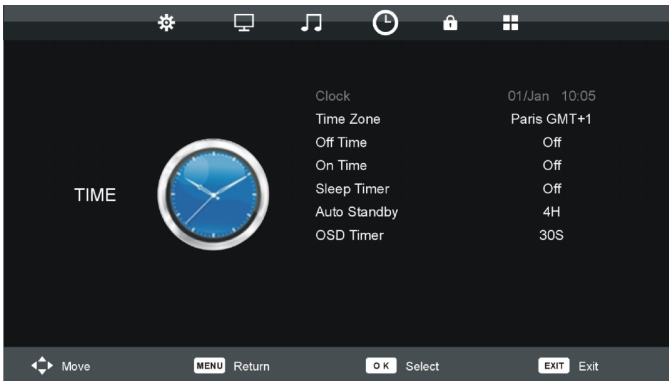 Clock 01/Jan 10:05
Time Zone Paris GMT+1
Off Time Off
On Time Off
Sleep Timer Off
Auto Standby 4H
OSD Timer 30S
TIME
Move MENU Return OK Select EXIT Exit